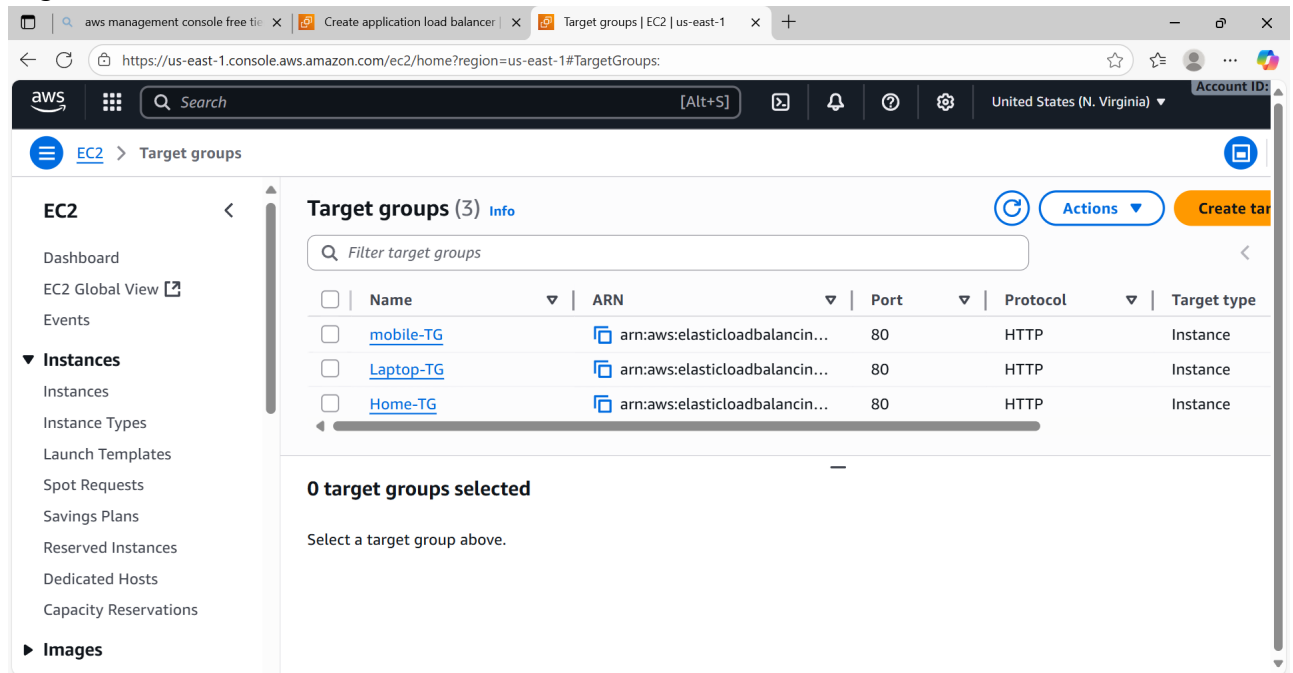 aws management console free tie
Create application load balancer |
Target groups | EC2 | us-east-1
https://us-east-1.console.aws.amazon.com/ec2/home?region=us-east-1#TargetGroups:
aws
Search
[Alt+S]
United States (N. Virginia)
Account ID:
EC2 > Target groups
EC2
Dashboard
EC2 Global View
Events
Instances
Instances
Instance Types
Launch Templates
Spot Requests
Savings Plans
Reserved Instances
Dedicated Hosts
Capacity Reservations
Images
Target groups (3) Info
Actions
Create tar
Filter target groups
Name ARN Port Protocol Target type
mobile-TG arn:aws:elasticloadbalancin... 80 HTTP Instance
Laptop-TG arn:aws:elasticloadbalancin... 80 HTTP Instance
Home-TG arn:aws:elasticloadbalancin... 80 HTTP Instance
0 target groups selected
Select a target group above.